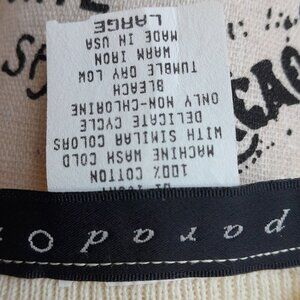 100% COTTON
MACHINE WASH COLD
WITH SIMILAR COLORS
DELICATE CYCLE
ONLY NON-CHLORINE
BLEACH
TUMBLE DRY LOW
WARM IRON
MADE IN USA
LARGE
parado